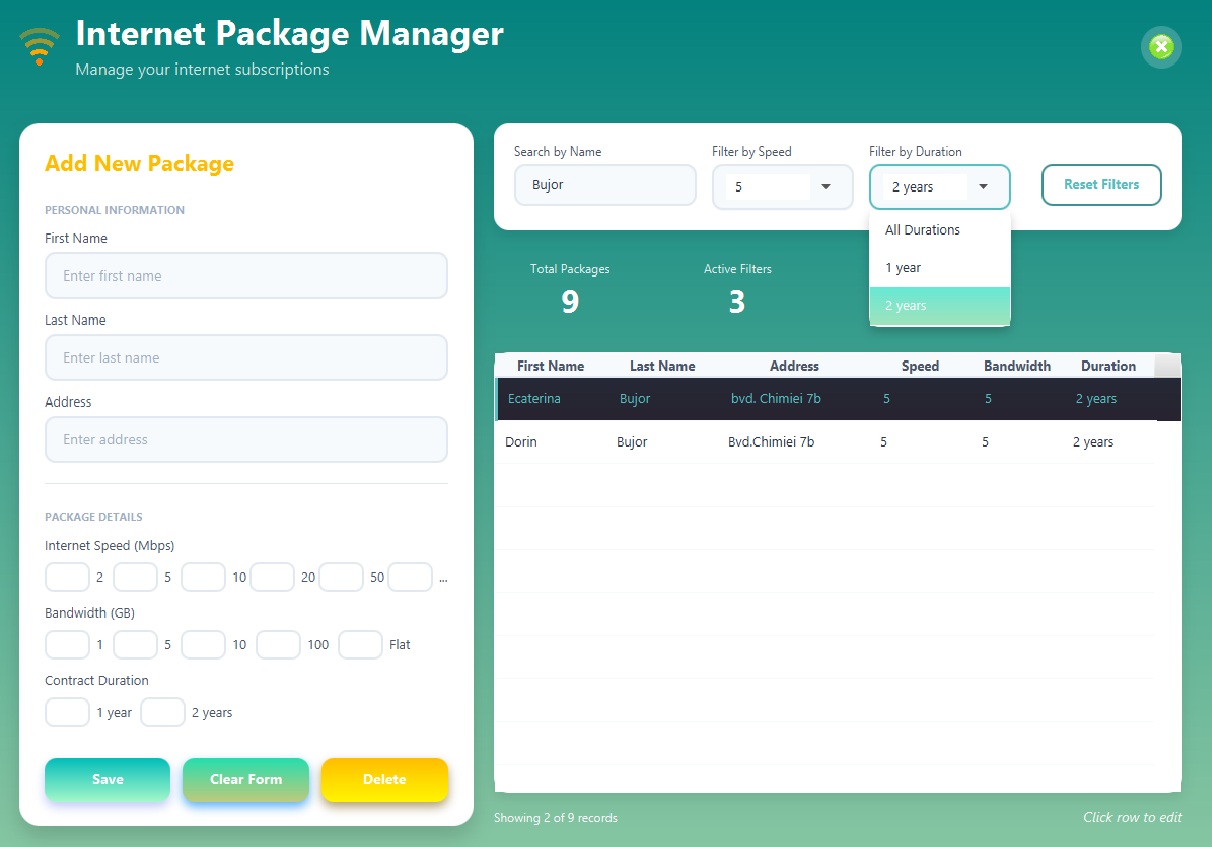 Internet Package Manager
Manage your internet subscriptions
Add New Package
PERSONAL INFORMATION
First Name
Enter first name
Last Name
Enter last name
Address
Enter address
PACKAGE DETAILS
Internet Speed (Mbps)
2 5 10 20 50 ...
Bandwidth (GB)
1 5 10 100 Flat
Contract Duration
1 year 2 years
Save Clear Form Delete
Search by Name Filter by Speed Filter by Duration
Bujor 5 2 years Reset Filters
All Durations
1 year
2 years
Total Packages Active Filters
9 3
First Name Last Name Address Speed Bandwidth Duration
Ecaterina Bujor bvd. Chimiei 7b 5 5 2 years
Dorin Bujor Bvd.Chimiei 7b 5 5 2 years
Showing 2 of 9 records Click row to edit